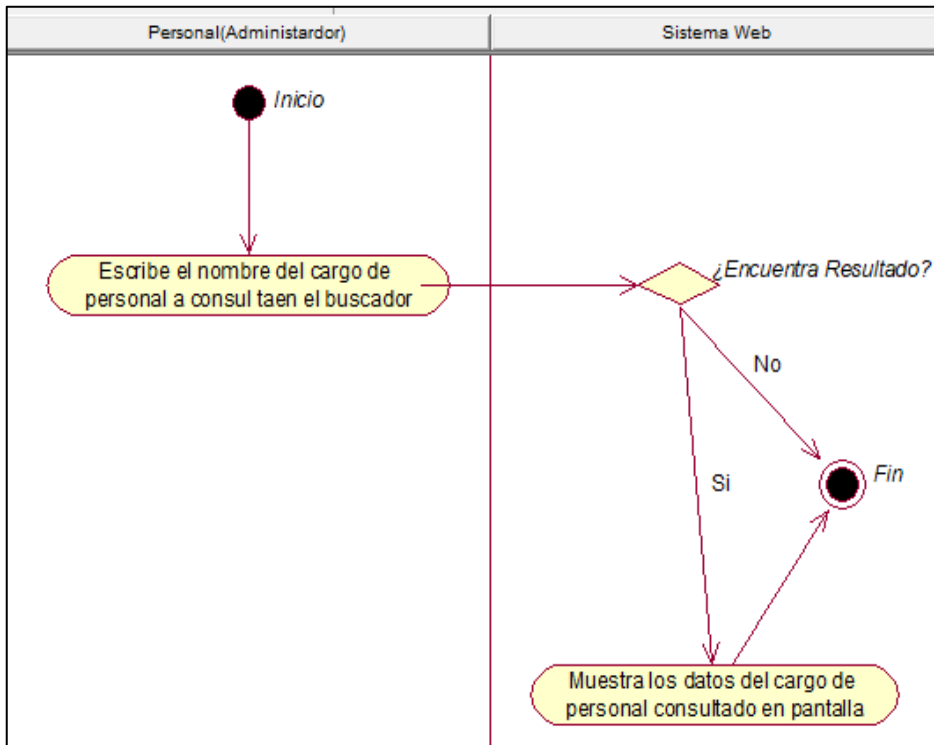 Personal(Administardor)
Sistema Web
Inicio
Escribe el nombre del cargo de
personal a consul taen el buscador
¿Encuentra Resultado?
No
Si
Fin
Muestra los datos del cargo de
personal consultado en pantalla